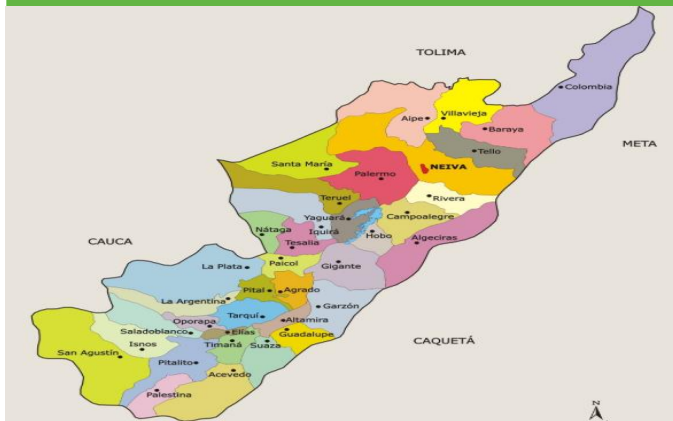 TOLIMA
Colombia
Aipe
Villavieja
Baraya
META
Tello
Santa María
NEIVA
Palermo
Rivera
Teruel
Yaguará
Campoalegre
Nátaga
Iquirá
Hobo
Algeciras
CAUCA
Tesalia
Paicol
La Plata
Gigante
Pital
Agrado
La Argentina
Garzón
Tarquí
Oporapa
Altamira
Saladoblanco
Elías
Guadalupe
Timaná
Suaza
CAQUETÁ
Isnos
San Agustín
Pitalito
Acevedo
Palestina
N